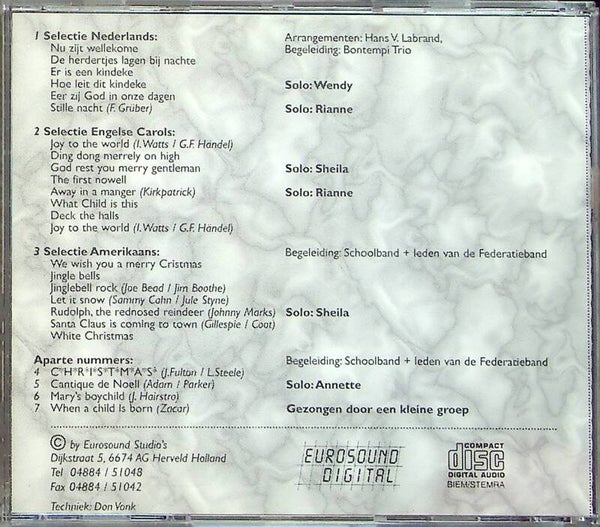 1 Selectie Nederlands:
Arrangementen: Hans V. Labrand,
Nu zijt wellekome
Begeleiding: Bontempi Trio
De herdertjes lagen bij nachte
Er is een kindeke
Hoe leit dit kindeke
Solo: Wendy
Eer zij God in onze dagen
Stille nacht (F. Grüber)
Solo: Rianne
2 Selectie Engelse Carols:
Joy to the world (I. Watts / G.F. Händel)
Ding dong merrely on high
God rest you merry gentleman
Solo: Sheila
The first nowell
Away in a manger (Kirkpatrick)
Solo: Rianne
What Child is this
Deck the halls
Joy to the world (I. Watts / G.F. Händel)
3 Selectie Amerikaans:
Begeleiding: Schoolband + leden van de Federatieband
We wish you a merry Cristmas
Jingle bells
Jinglebell rock (Joe Bead / Jim Boothe)
Let it snow (Sammy Cahn / Jule Styne)
Rudolph, the rednosed reindeer (Johnny Marks)
Solo: Sheila
Santa Claus is coming to town (Gillespie / Coot)
White Christmas
Aparte nummers:
Begeleiding: Schoolband + leden van de Federatieband
4 C*H*R*I*S*T*M*A*S* (J.Fulton / L.Steele)
5 Cantique de Noell (Adam / Parker)
Solo: Annette
6 Mary's boychild (J. Hairstro)
7 When a child is born (Zacar)
Gezongen door een kleine groep
© by Eurosound Studio's
Dijkstraat 5, 6674 AG Herveld Holland
Tel 04884 / 51048
Fax 04884 / 51042
Techniek: Don Vonk
EUROSOUND
DIGITAL
COMPACT
disc
DIGITAL AUDIO
BIEM/STEMRA